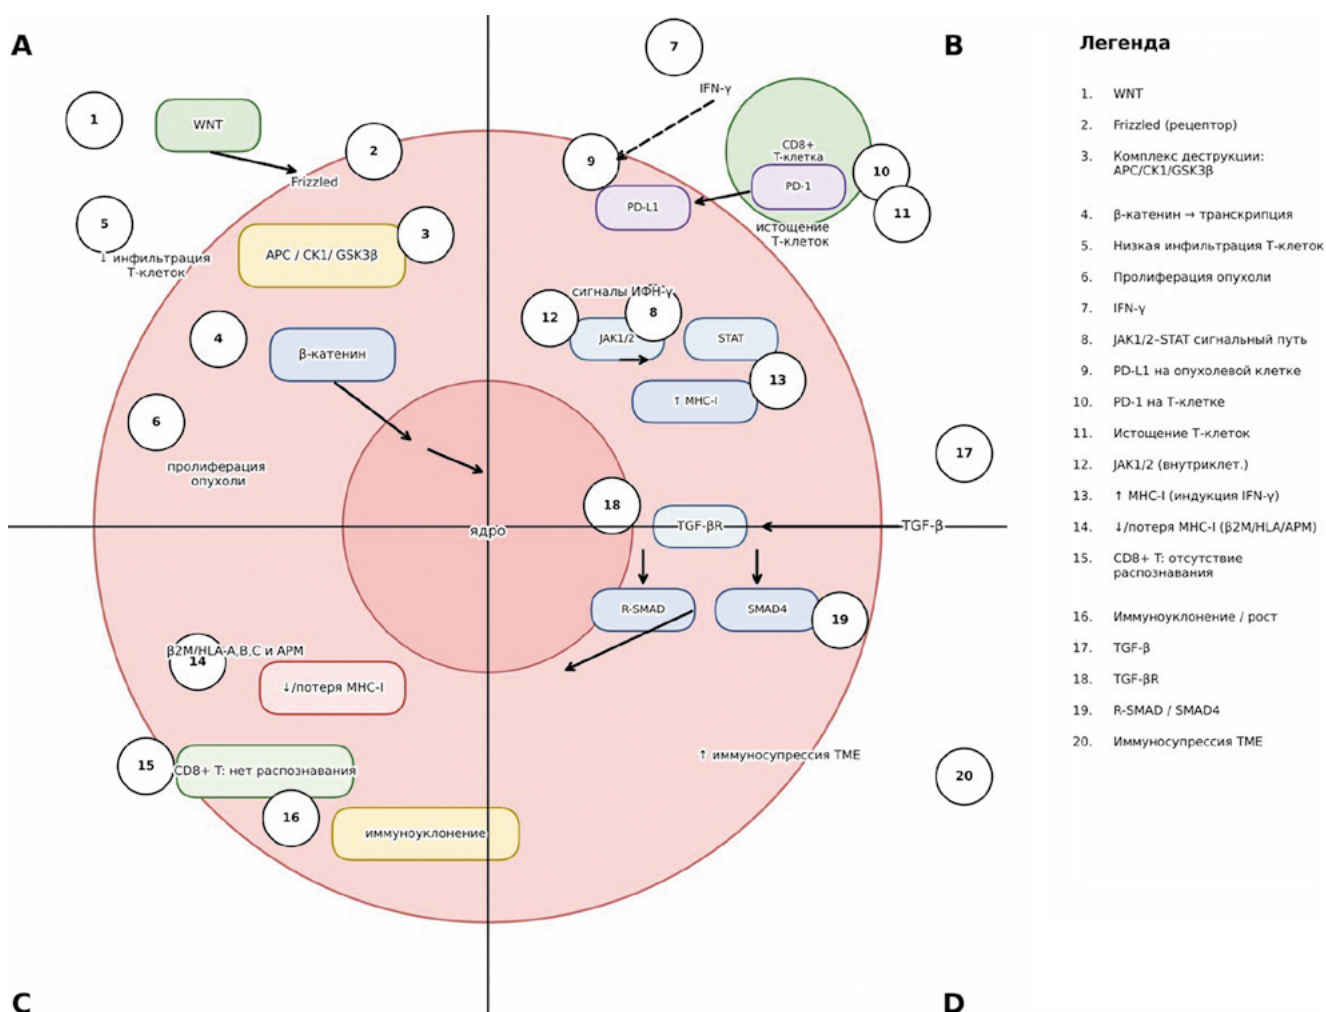 A
1
WNT
2
Frizzled
3
5
↓ инфильтрация
Т-клеток
APC / CK1/ GSK3β
4
β-катенин
6
пролиферация
опухоли
B
7
IFN-γ
9
CD8+
Т-клетка
10
PD-1
PD-L1
11
истощение
Т-клеток
сигналы ИФН-γ
12
8
JAK1/2
STAT
13
↑ MHC-I
17
18
TGF-βR
TGF-β
ядро
R-SMAD
SMAD4
19
β2M/HLA-A,B,C и APM
14
↓/потеря MHC-I
15
CD8+ T: нет распознавания
16
иммуноуклонение
↑ иммуносупрессия TME
20
C
D
Легенда
1. WNT
2. Frizzled (рецептор)
3. Комплекс деструкции:
APC/CK1/GSK3β
4. β-катенин → транскрипция
5. Низкая инфильтрация Т-клеток
6. Пролиферация опухоли
7. IFN-γ
8. JAK1/2–STAT сигнальный путь
9. PD-L1 на опухолевой клетке
10. PD-1 на Т-клетке
11. Истощение Т-клеток
12. JAK1/2 (внутриклет.)
13. ↑ MHC-I (индукция IFN-γ)
14. ↓/потеря MHC-I (β2M/HLA/APM)
15. CD8+ T: отсутствие
распознавания
16. Иммуноуклонение / рост
17. TGF-β
18. TGF-βR
19. R-SMAD / SMAD4
20. Иммуносупрессия TME